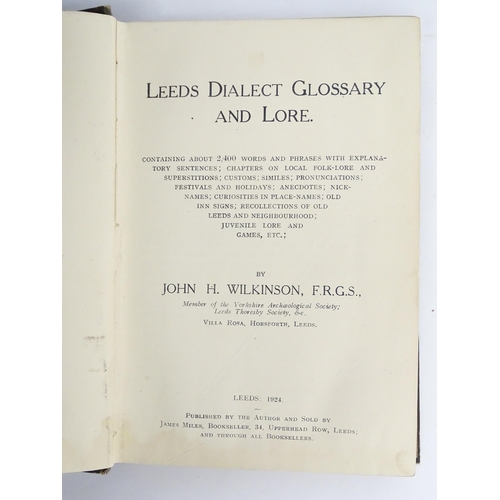 LEEDS DIALECT GLOSSARY
AND LORE.
CONTAINING ABOUT 2,400 WORDS AND PHRASES WITH EXPLANA-
TORY SENTENCES; CHAPTERS ON LOCAL FOLK-LORE AND
SUPERSTITIONS; CUSTOMS; SIMILES; PRONUNCIATIONS;
FESTIVALS AND HOLIDAYS; ANECDOTES; NICK-
NAMES; CURIOSITIES IN PLACE-NAMES; OLD
INN SIGNS; RECOLLECTIONS OF OLD
LEEDS AND NEIGHBOURHOOD;
JUVENILE LORE AND
GAMES, ETC.;
BY
JOHN H. WILKINSON, F.R.G.S.,
Member of the Yorkshire Archæological Society;
Leeds Thoresby Society, &c.
VILLA ROSA, HORSFORTH, LEEDS.
LEEDS: 1924.
PUBLISHED BY THE AUTHOR AND SOLD BY
JAMES MILES, BOOKSELLER, 34, UPPERHEAD ROW, LEEDS;
AND THROUGH ALL BOOKSELLERS.